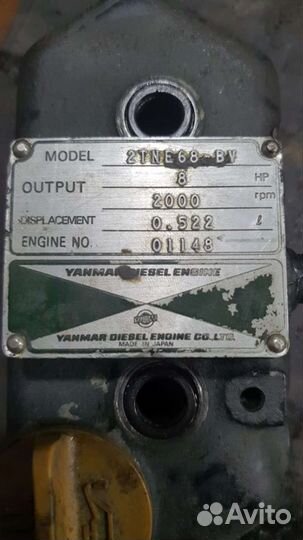 MODEL 2TNE68-BV
OUTPUT 8 HP
2000 rpm
DISPLACEMENT 0.522 ℓ
ENGINE NO. 01148
YANMAR DIESEL ENGINE
YANMAR DIESEL ENGINE CO.,LTD.
MADE IN JAPAN
Avito